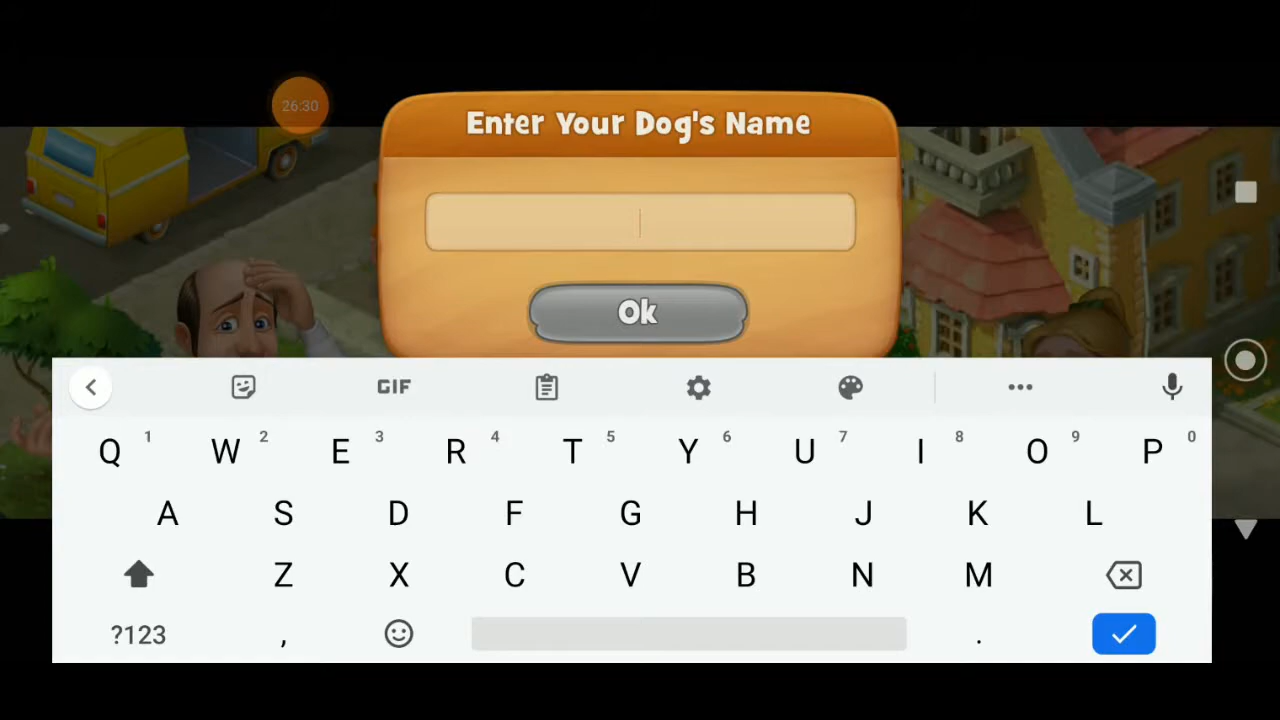 26:30
Enter Your Dog's Name
Ok
GIF
Q 1 W 2 E 3 R 4 T 5 Y 6 U 7 I 8 O 9 P 0
A S D F G H J K L
Z X C V B N M
?123 , .